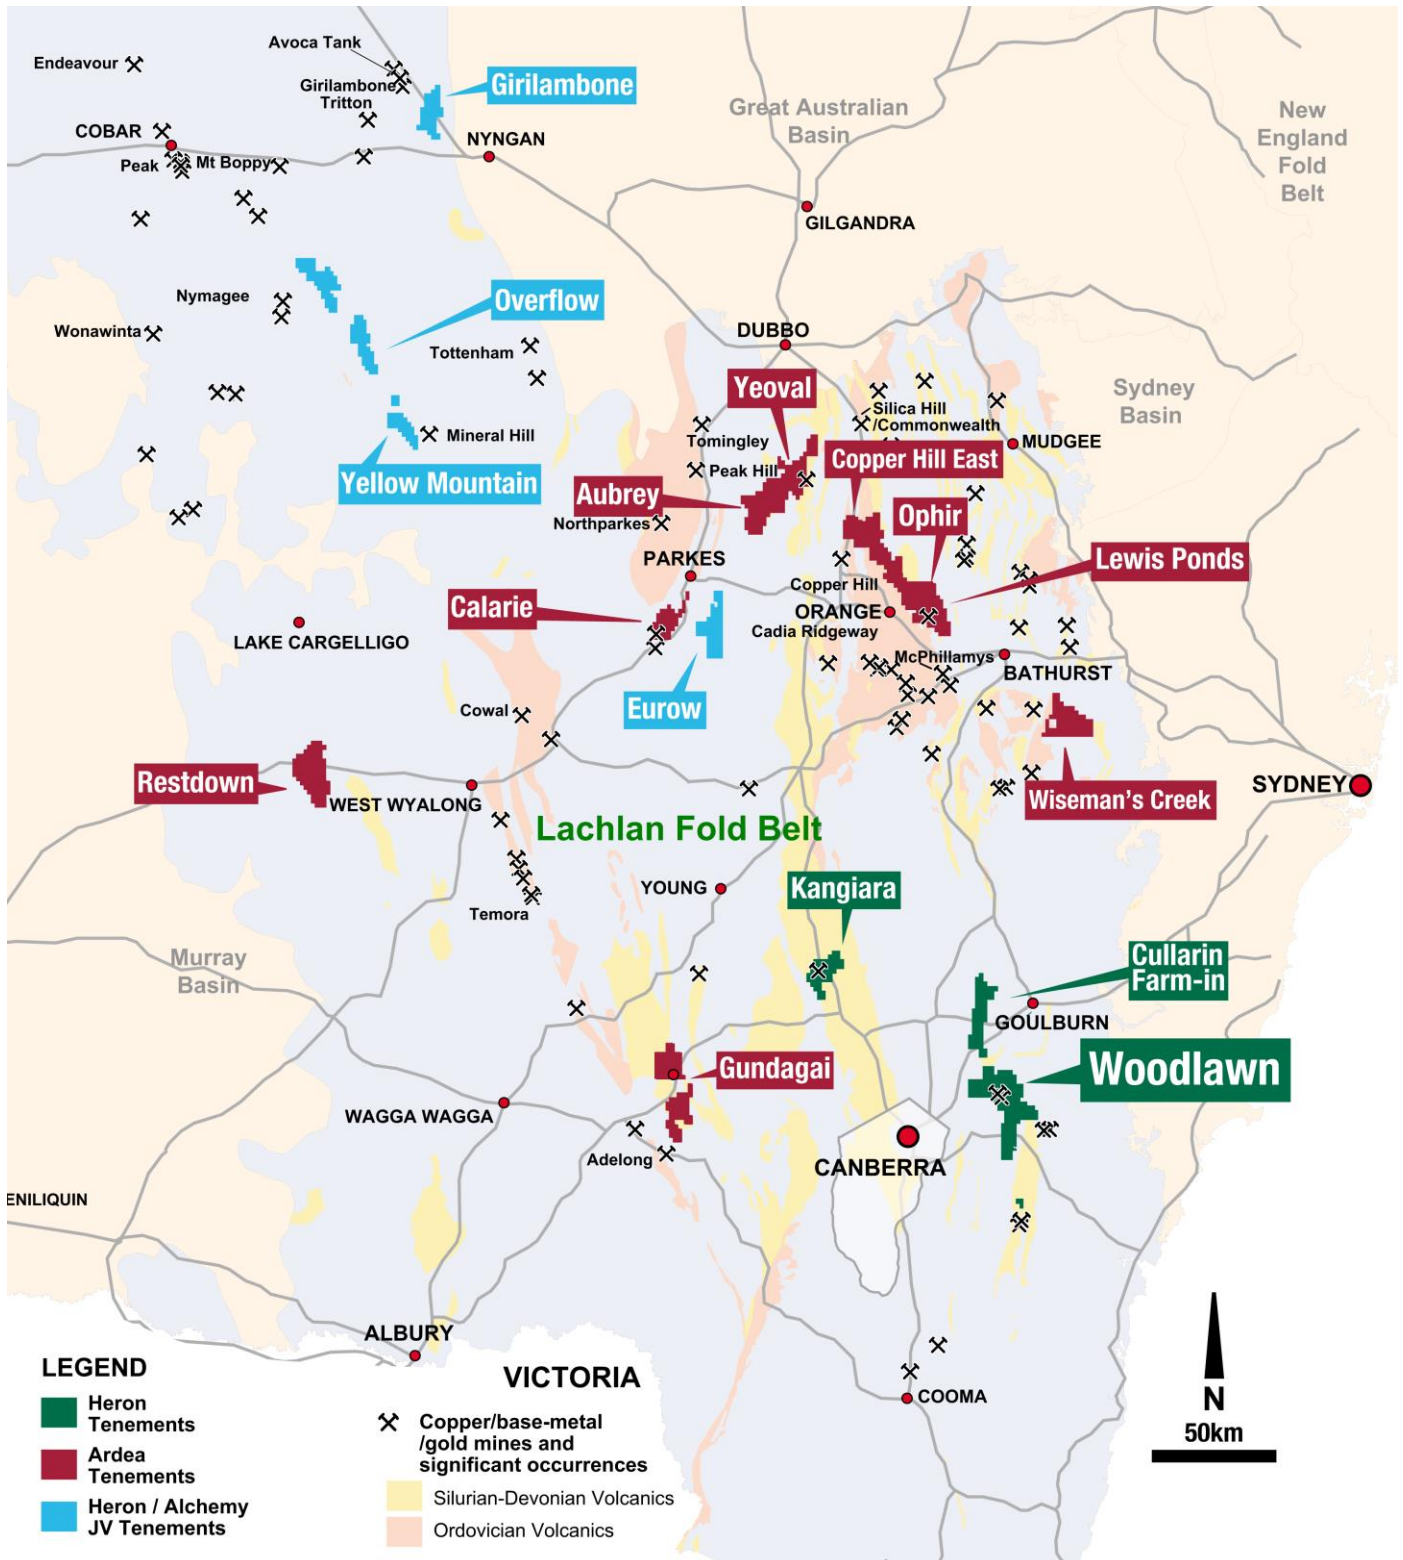 Avoca Tank
Endeavour
Girilambone
Tritton
Girilambone
Great Australian
Basin
New
England
Fold
Belt
COBAR
NYNGAN
Peak
Mt Boppy
GILGANDRA
Nymagee
Overflow
Wonawinta
DUBBO
Tottenham
Yeoval
Sydney
Basin
Silica Hill
/Commonwealth
Mineral Hill
Tomingley
MUDGEE
Peak Hill
Copper Hill East
Yellow Mountain
Aubrey
Ophir
Northparkes
PARKES
Lewis Ponds
Copper Hill
Calarie
ORANGE
Cadia Ridgeway
LAKE CARGELLIGO
McPhillamys
BATHURST
Eurow
Cowal
Restdown
SYDNEY
WEST WYALONG
Wiseman's Creek
Lachlan Fold Belt
YOUNG
Kangiara
Temora
Murray
Basin
Cullarin
Farm-in
GOULBURN
Gundagai
Woodlawn
WAGGA WAGGA
Adelong
CANBERRA
ENILIQUIN
ALBURY
LEGEND
VICTORIA
Heron
Tenements
Ardea
Tenements
Heron / Alchemy
JV Tenements
Copper/base-metal
/gold mines and
significant occurrences
Silurian-Devonian Volcanics
Ordovician Volcanics
COOMA
N
50km